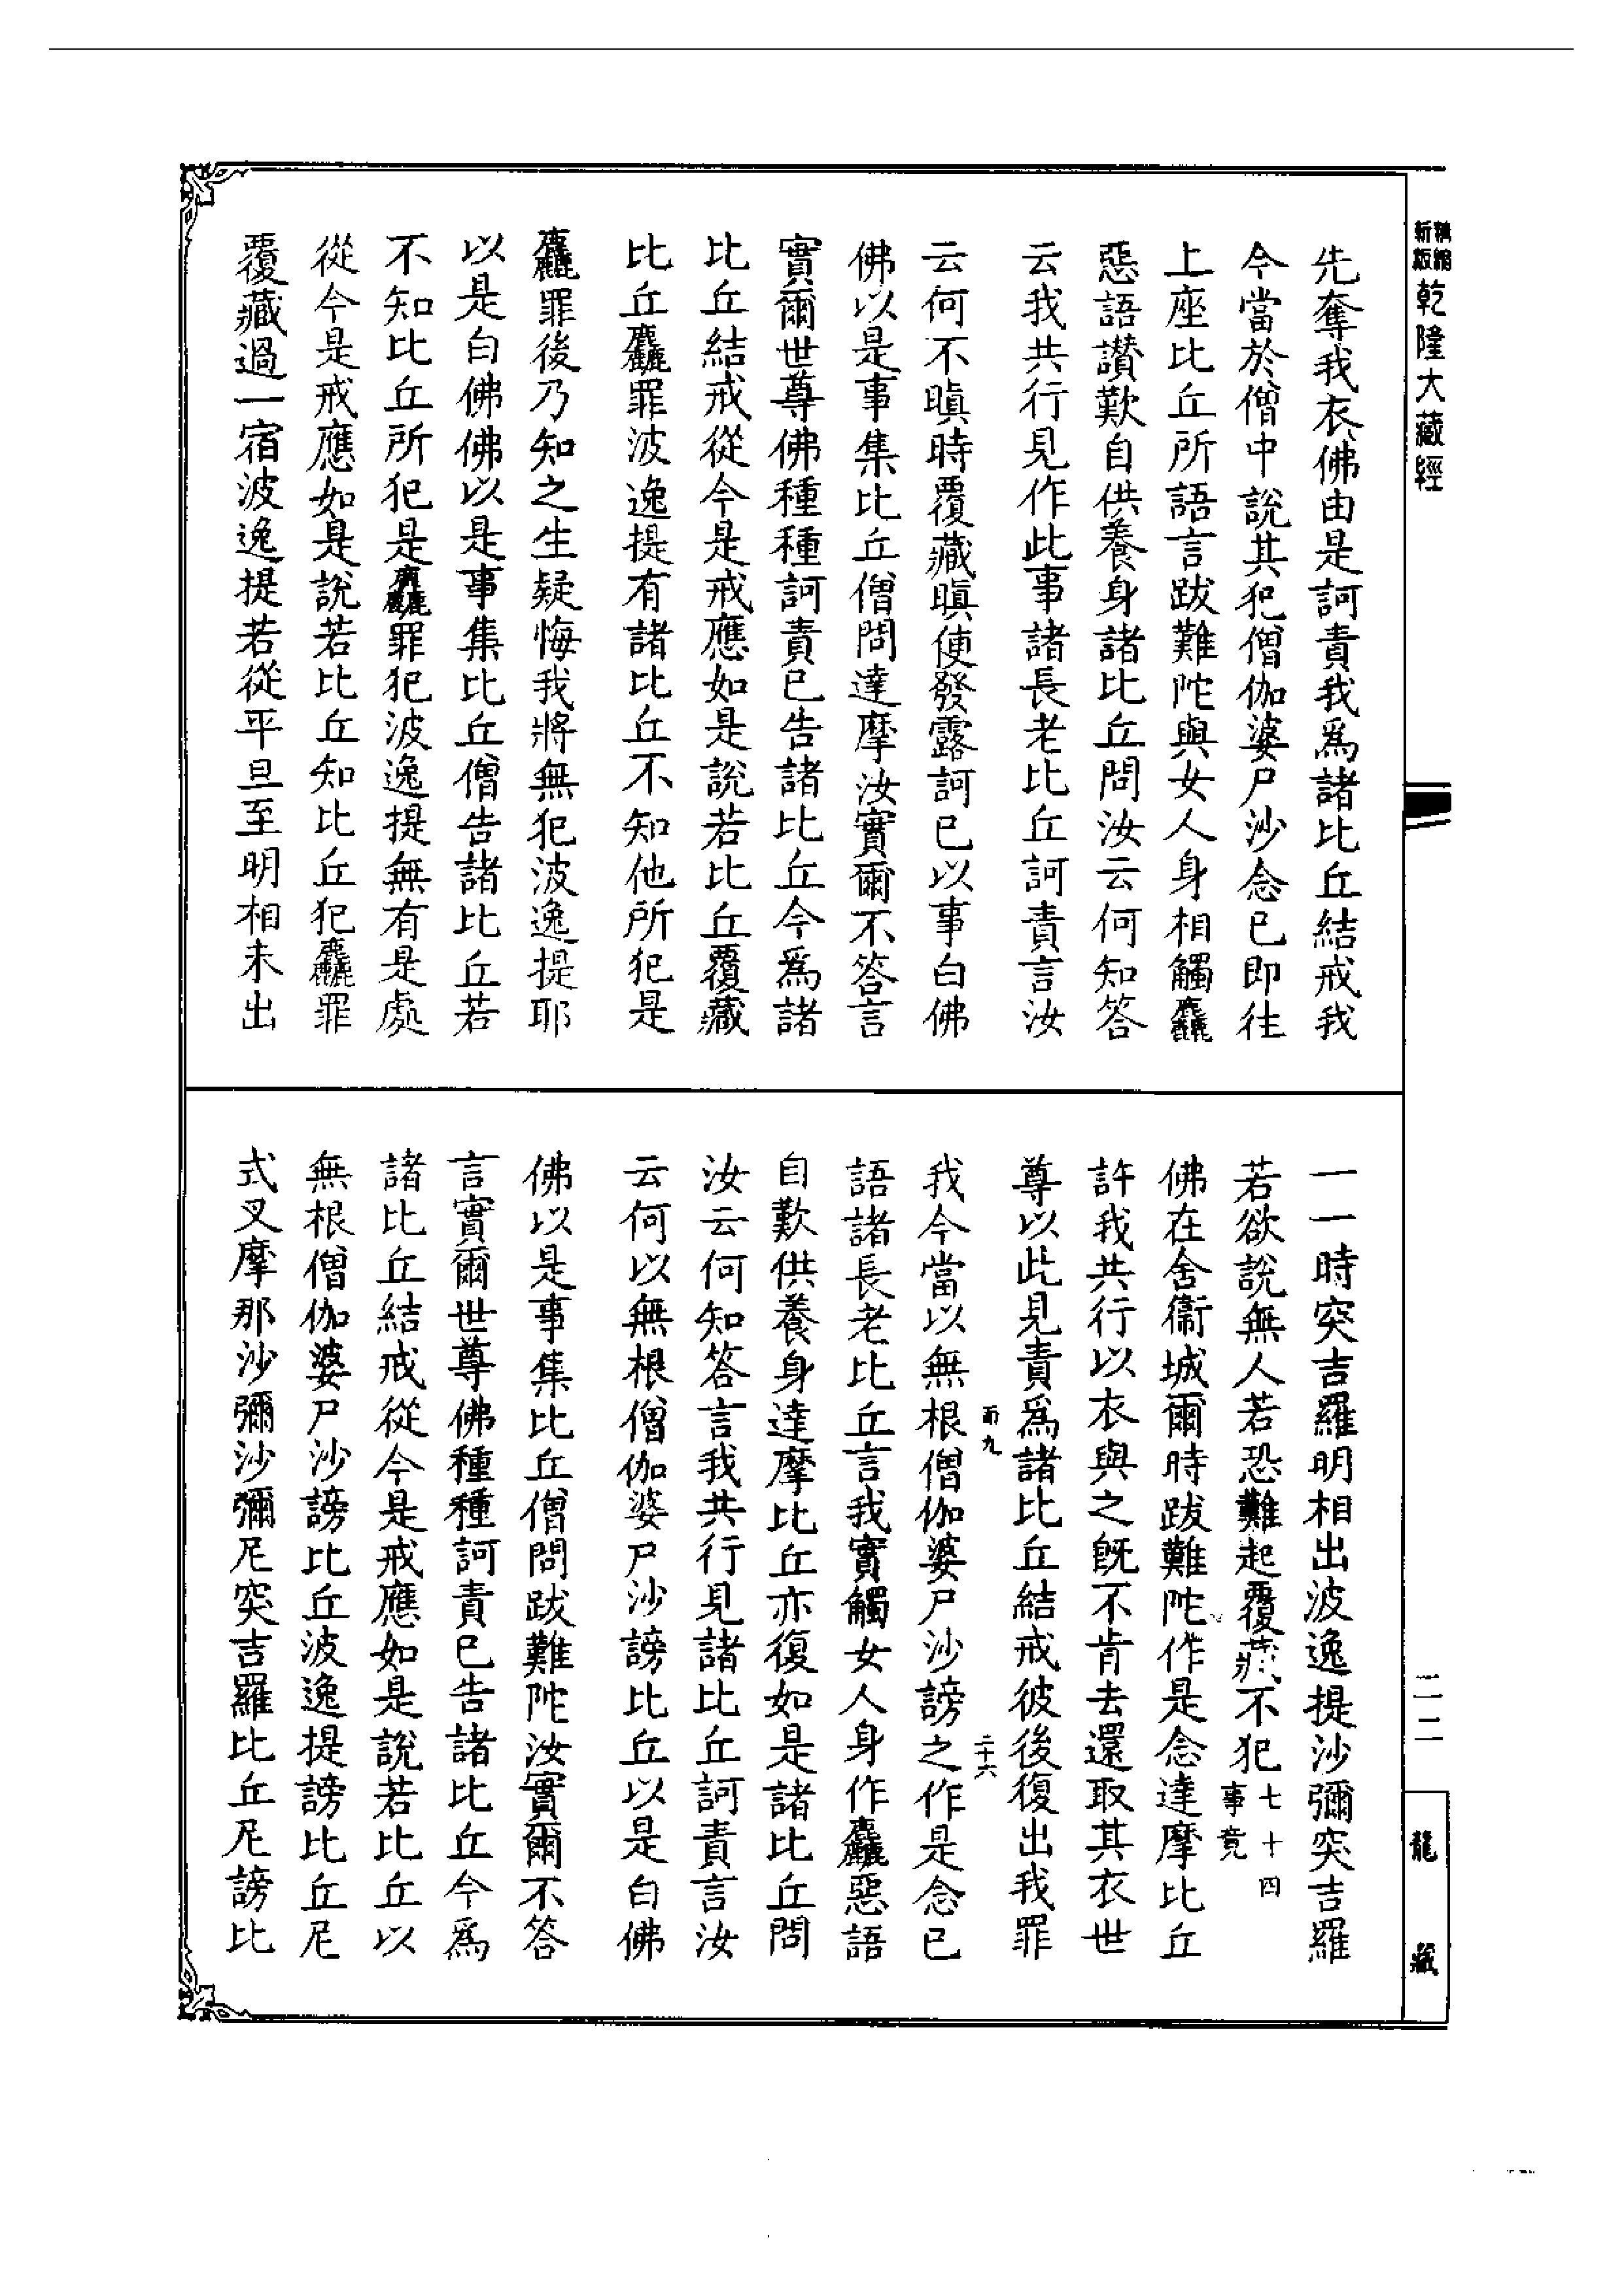 新版
精縮
乾隆大藏經
先奪我衣佛由是訶責我爲諸比丘結戒我
今當於僧中說其犯僧伽婆尸沙念已即往
上座比丘所語言跋難陀與女人身相觸麤
惡語讚歎自供養身諸比丘問汝云何知答
云我共行見作此事諸長老比丘訶責言汝
云何不瞋時覆藏瞋使發露訶已以事白佛
佛以是事集比丘僧問達摩汝實爾不答言
實爾世尊佛種種訶責已告諸比丘今爲諸
比丘結戒從今是戒應如是說若比丘覆藏
比丘麤罪波逸提有諸比丘不知他所犯是
麤罪後乃知之生疑悔我將無犯波逸提耶
以是白佛佛以是事集比丘僧告諸比丘若
不知比丘所犯是麤罪犯波逸提無有是處
從今是戒應如是說若比丘知比丘犯麤罪
覆藏過一宿波逸提若從平旦至明相未出
一一時突吉羅明相出波逸提沙彌突吉羅
若欲說無人若恐難起覆藏不犯七十四事竟
佛在舍衞城爾時跋難陀作是念達摩比丘
許我共行以衣與之既不肯去還取其衣世
尊以此見責爲諸比丘結戒彼後復出我罪
我今當以無根僧伽婆尸沙謗之作是念已
語諸長老比丘言我實觸女人身作麤惡語
自歎供養身達摩比丘亦復如是諸比丘問
汝云何知答言我共行見諸比丘訶責言汝
云何以無根僧伽婆尸沙謗比丘以是白佛
佛以是事集比丘僧問跋難陀汝實爾不答
言實爾世尊佛種種訶責已告諸比丘今爲
諸比丘結戒從今是戒應如是說若比丘以
無根僧伽婆尸沙謗比丘波逸提謗比丘尼
式叉摩那沙彌沙彌尼突吉羅比丘尼謗比
二十六
二二
龍藏